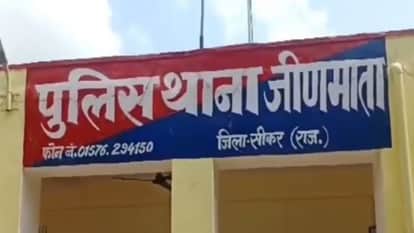 पुलिस थाना जीणमाता
फोन नं. 01576. 294150 जिला-सीकर (राज.)